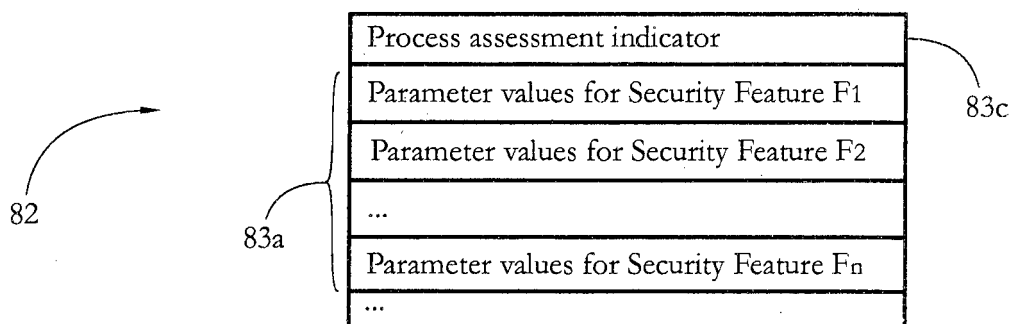 Process assessment indicator
83c
Parameter values for Security Feature F1
Parameter values for Security Feature F2
82
...
83a
Parameter values for Security Feature Fn
...